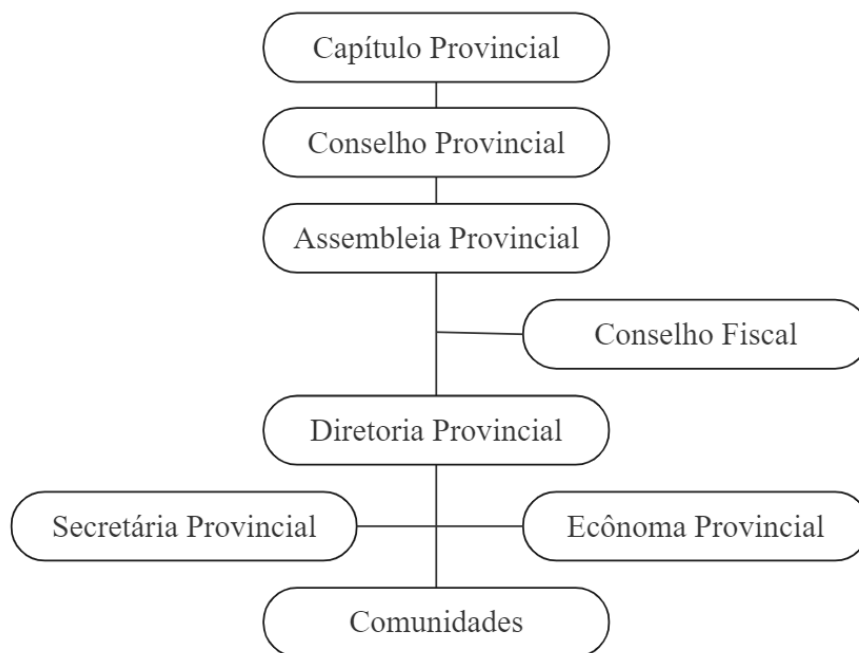 Capítulo Provincial
Conselho Provincial
Assembleia Provincial
Conselho Fiscal
Diretoria Provincial
Secretária Provincial
Ecônoma Provincial
Comunidades